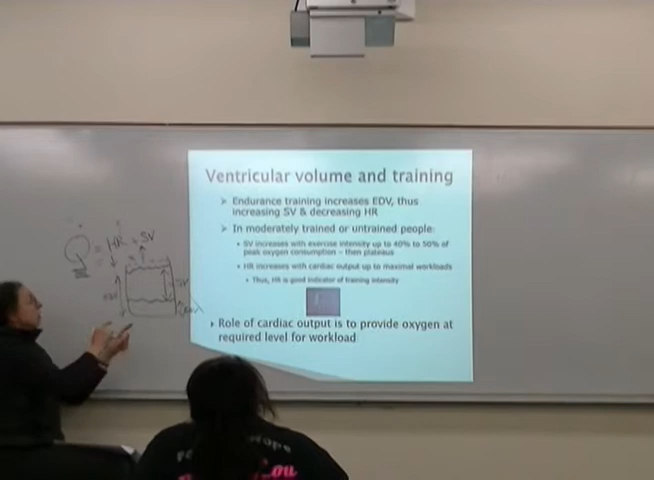 Ventricular volume and training
Endurance training increases EDV, thus
increasing SV & decreasing HR
In moderately trained or untrained people:
SV increases with exercise intensity up to 40% to 50% of
peak oxygen consumption – then plateaus
HR increases with cardiac output up to maximal workloads
Thus, HR is good indicator of training intensity
Role of cardiac output is to provide oxygen at
required level for workload
Q = HR × SV
ou